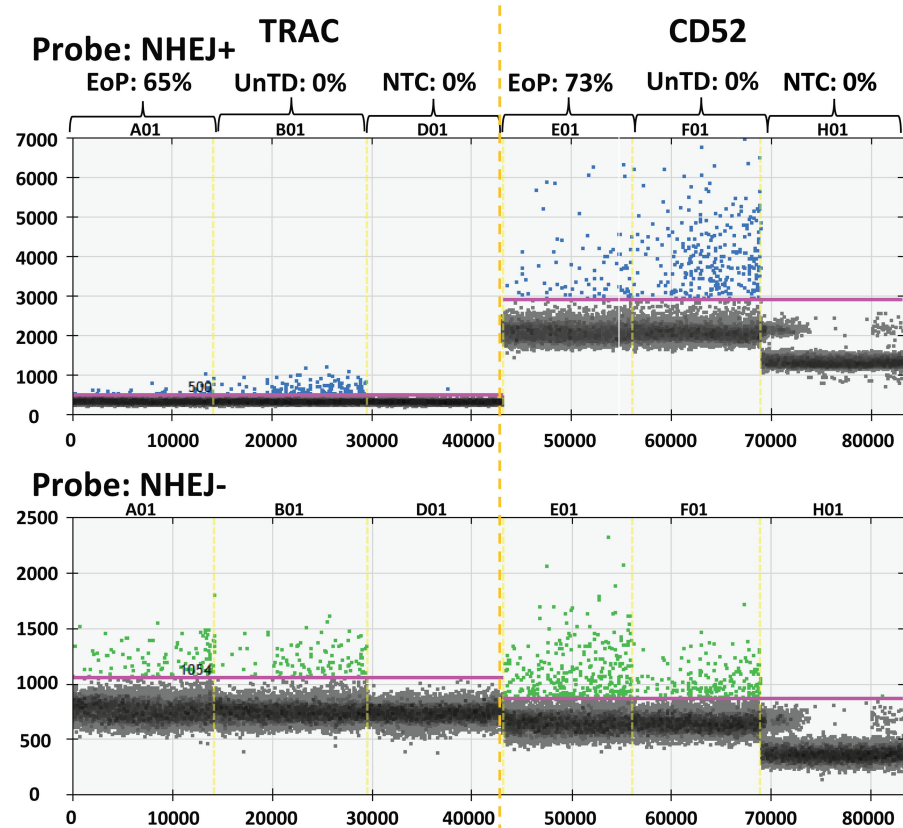 TRAC CD52
Probe: NHEJ+
EoP: 65% UnTD: 0% NTC: 0% EoP: 73% UnTD: 0% NTC: 0%
A01 B01 D01 E01 F01 H01
7000
6000
5000
4000
3000
2000
1000
500
0
0 10000 20000 30000 40000 50000 60000 70000 80000
Probe: NHEJ-
A01 B01 D01 E01 F01 H01
2500
2000
1500
1054
1000
500
0
0 10000 20000 30000 40000 50000 60000 70000 80000